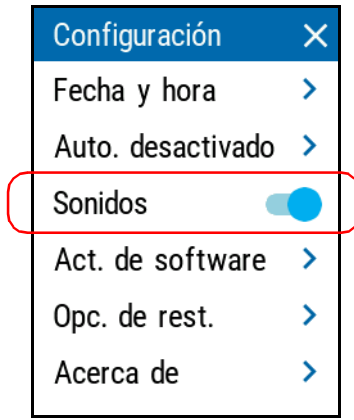 Configuración
Fecha y hora
Auto. desactivado
Sonidos
Act. de software
Opc. de rest.
Acerca de